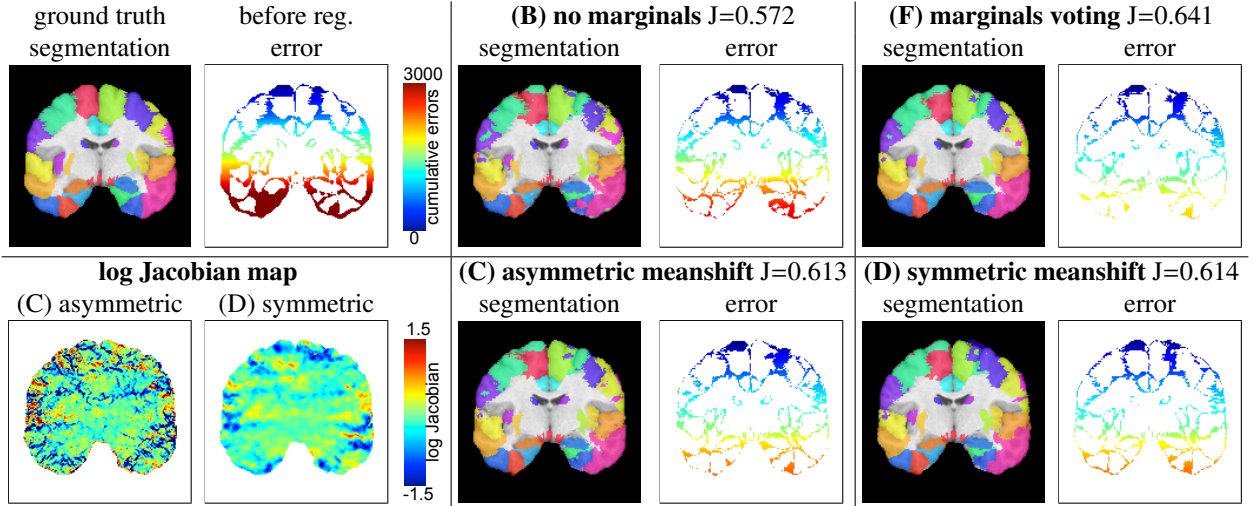 ground truth
segmentation
before reg.
error
3000
cumulative errors
0
(B) no marginals J=0.572
segmentation
error
(F) marginals voting J=0.641
segmentation
error
log Jacobian map
(C) asymmetric
(D) symmetric
1.5
log Jacobian
-1.5
(C) asymmetric meanshift J=0.613
segmentation
error
(D) symmetric meanshift J=0.614
segmentation
error